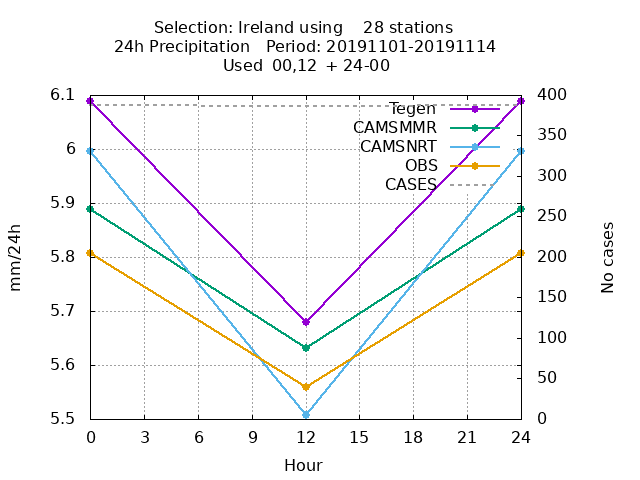 Selection: Ireland using 28 stations
24h Precipitation Period: 20191101-20191114
Used 00,12 + 24-00
6.1
6
5.9
5.8
5.7
5.6
5.5
mm/24h
400
350
300
250
200
150
100
50
0
No cases
Tegen
CAMSMMR
CAMSNRT
OBS
CASES
0 3 6 9 12 15 18 21 24
Hour